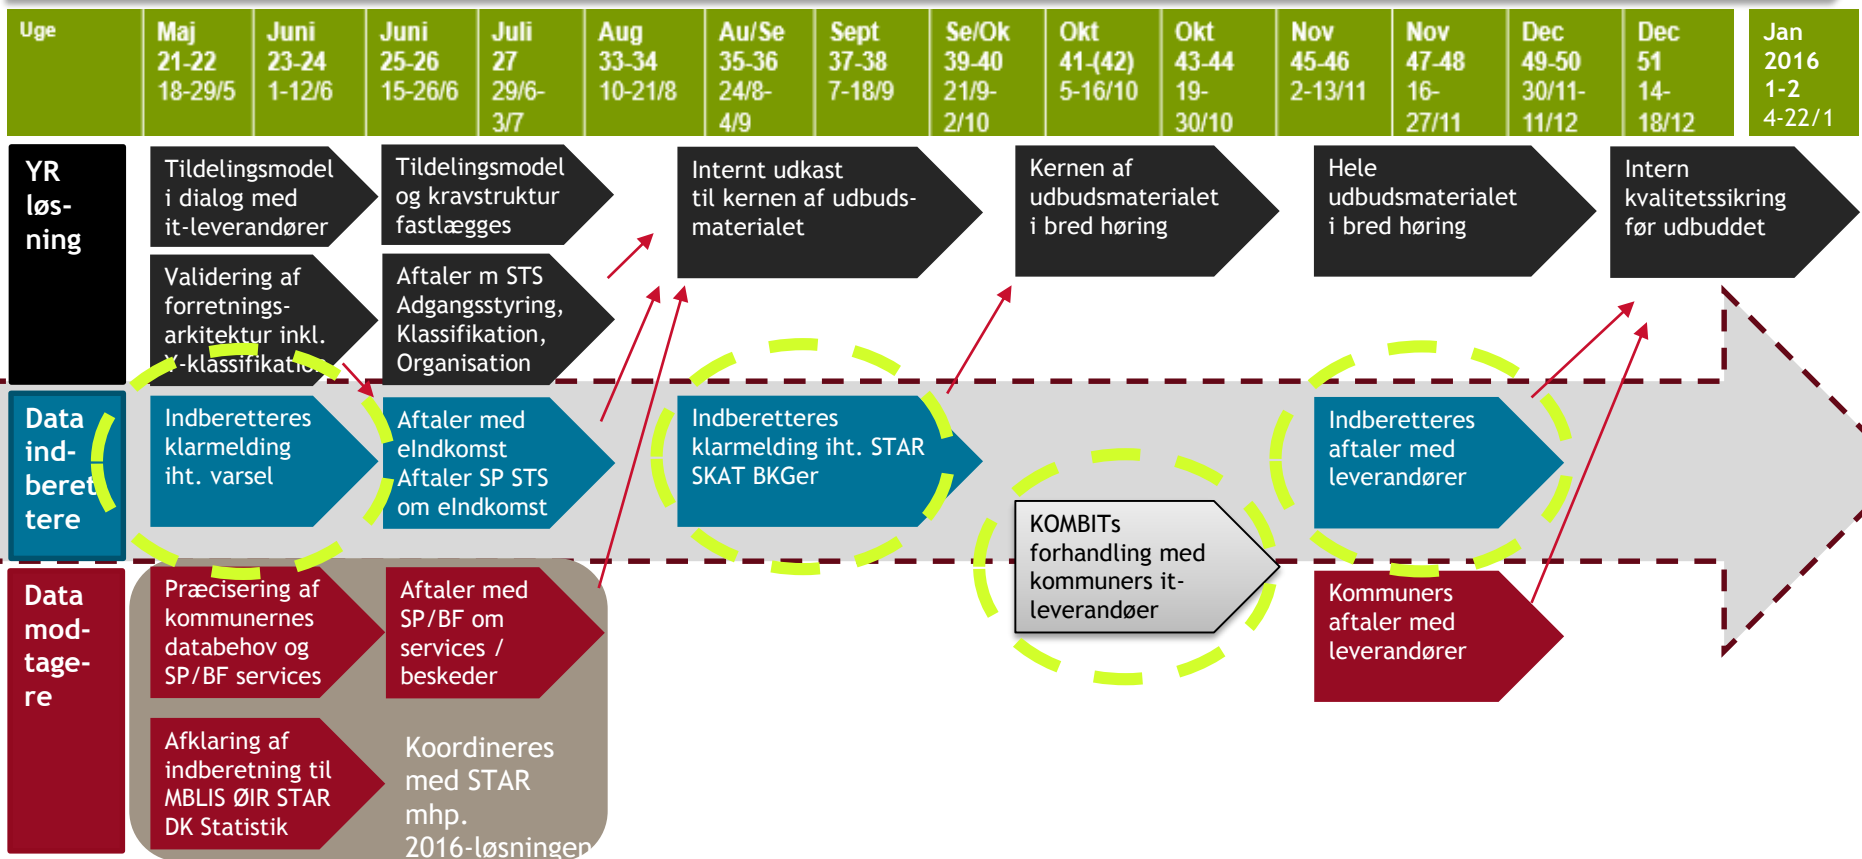 Uge
Maj
21-22
18-29/5
Juni
23-24
1-12/6
Juni
25-26
15-26/6
Juli
27
29/6-
3/7
Aug
33-34
10-21/8
Au/Se
35-36
24/8-
4/9
Sept
37-38
7-18/9
Se/Ok
39-40
21/9-
2/10
Okt
41-(42)
5-16/10
Okt
43-44
19-
30/10
Nov
45-46
2-13/11
Nov
47-48
16-
27/11
Dec
49-50
30/11-
11/12
Dec
51
14-
18/12
Jan
2016
1-2
4-22/1
YR
løs-
ning
Tildelingsmodel
i dialog med
it-leverandører
Tildelingsmodel
og kravstruktur
fastlægges
Internt udkast
til kernen af udbuds-
materialet
Kernen af
udbudsmaterialet
i bred høring
Hele
udbudsmaterialet
i bred høring
Intern
kvalitetssikring
før udbuddet
Validering af
forretnings-
arkitektur inkl.
Y-klassifikation
Aftaler m STS
Adgangsstyring,
Klassifikation,
Organisation
Data
ind-
beret
tere
Indberetteres
klarmelding
iht. varsel
Aftaler med
eIndkomst
Aftaler SP STS
om eIndkomst
Indberetteres
klarmelding iht. STAR
SKAT BKGer
Indberetteres
aftaler med
leverandører
KOMBITs
forhandling med
kommuners it-
leverandøer
Data
mod-
tage-
re
Præcisering af
kommunernes
databehov og
SP/BF services
Aftaler med
SP/BF om
services /
beskeder
Kommuners
aftaler med
leverandører
Afklaring af
indberetning til
MBLIS ØIR STAR
DK Statistik
Koordineres
med STAR
mhp.
2016-løsningen